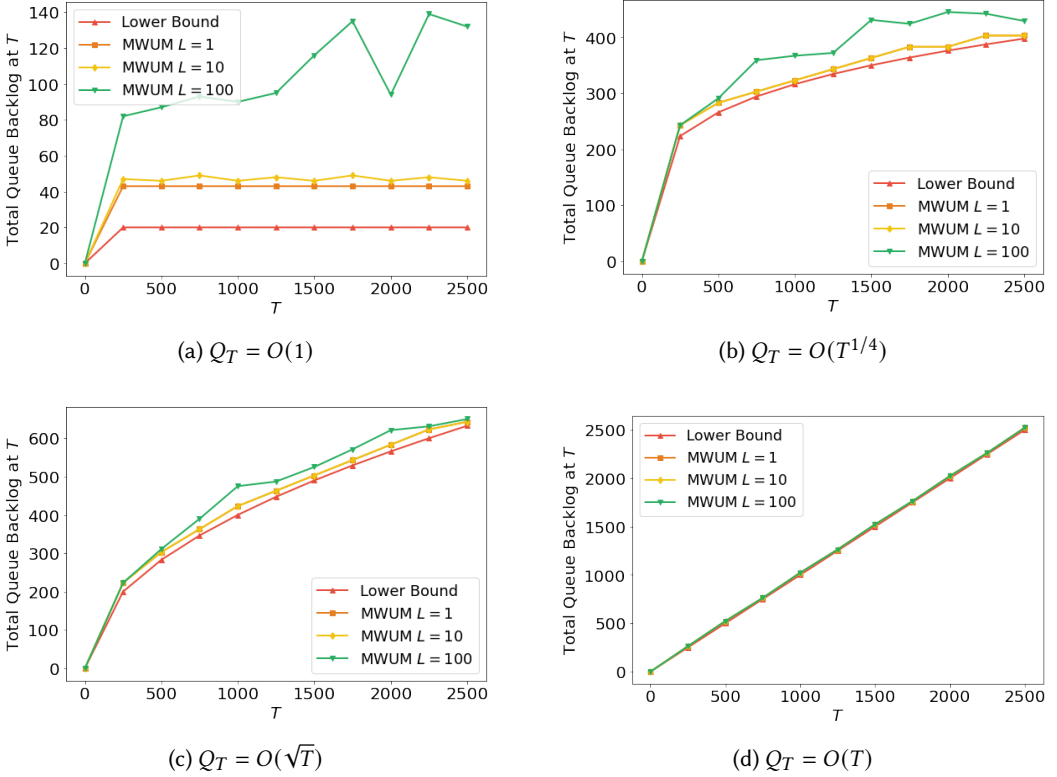 Total Queue Backlog at T
140
120
100
80
60
40
20
0
Lower Bound
MWUM L = 1
MWUM L = 10
MWUM L = 100
0 500 1000 1500 2000 2500
T
(a) Q_T = O(1)
Total Queue Backlog at T
400
300
200
100
0
Lower Bound
MWUM L = 1
MWUM L = 10
MWUM L = 100
0 500 1000 1500 2000 2500
T
(b) Q_T = O(T^{1/4})
Total Queue Backlog at T
600
500
400
300
200
100
0
Lower Bound
MWUM L = 1
MWUM L = 10
MWUM L = 100
0 500 1000 1500 2000 2500
T
(c) Q_T = O(√T)
Total Queue Backlog at T
2500
2000
1500
1000
500
0
Lower Bound
MWUM L = 1
MWUM L = 10
MWUM L = 100
0 500 1000 1500 2000 2500
T
(d) Q_T = O(T)